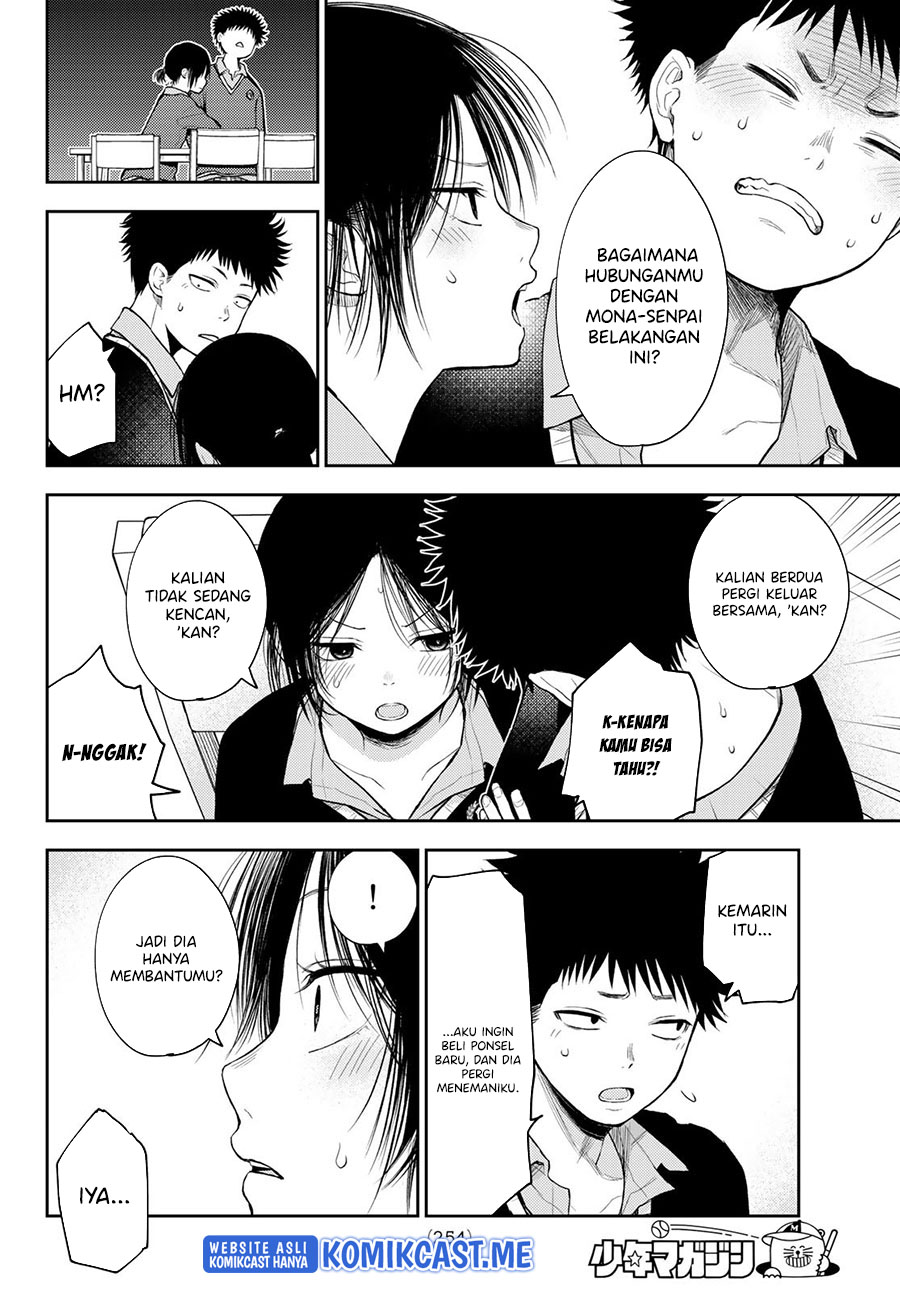 BAGAIMANA
HUBUNGANMU
DENGAN
MONA-SENPAI
BELAKANGAN
INI?
HM?
KALIAN BERDUA
PERGI KELUAR
BERSAMA, 'KAN?
K-KENAPA
KAMU BISA
TAHU?!
KALIAN
TIDAK SEDANG
KENCAN,
'KAN?
N-NGGAK!
KEMARIN
ITU...
...AKU INGIN
BELI PONSEL
BARU, DAN DIA
PERGI
MENEMANIKU.
!
JADI DIA
HANYA
MEMBANTUMU?
IYA...
(254)
WEBSITE ASLI
KOMIKCAST HANYA
KOMIKCAST.ME
少年マガジン
M